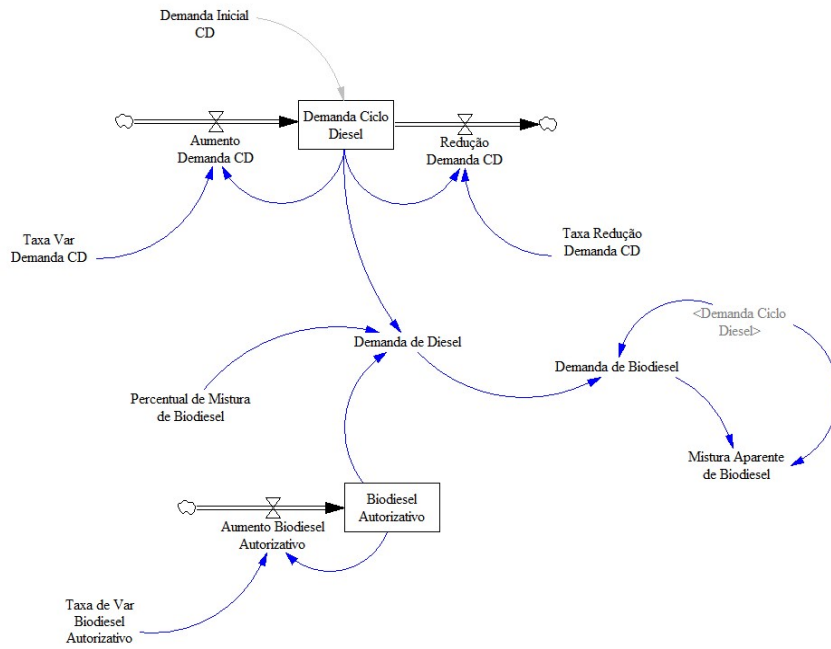 Demanda Inicial
CD
Demanda Ciclo
Diesel
Aumento
Demanda CD
Redução
Demanda CD
Taxa Var
Demanda CD
Taxa Redução
Demanda CD
<Demanda Ciclo
Diesel>
Demanda de Diesel
Demanda de Biodiesel
Percentual de Mistura
de Biodiesel
Mistura Aparente
de Biodiesel
Biodiesel
Autorizativo
Aumento Biodiesel
Autorizativo
Taxa de Var
Biodiesel
Autorizativo